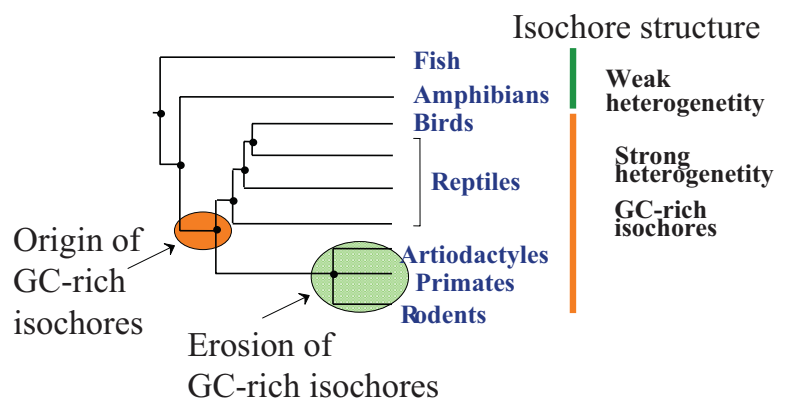 Isochore structure
Fish
Amphibians
Birds
Reptiles
Artiodactyles
Primates
Rodents
Weak
heterogenetity
Strong
heterogenetity
GC-rich
isochores
Origin of
GC-rich
isochores
Erosion of
GC-rich isochores